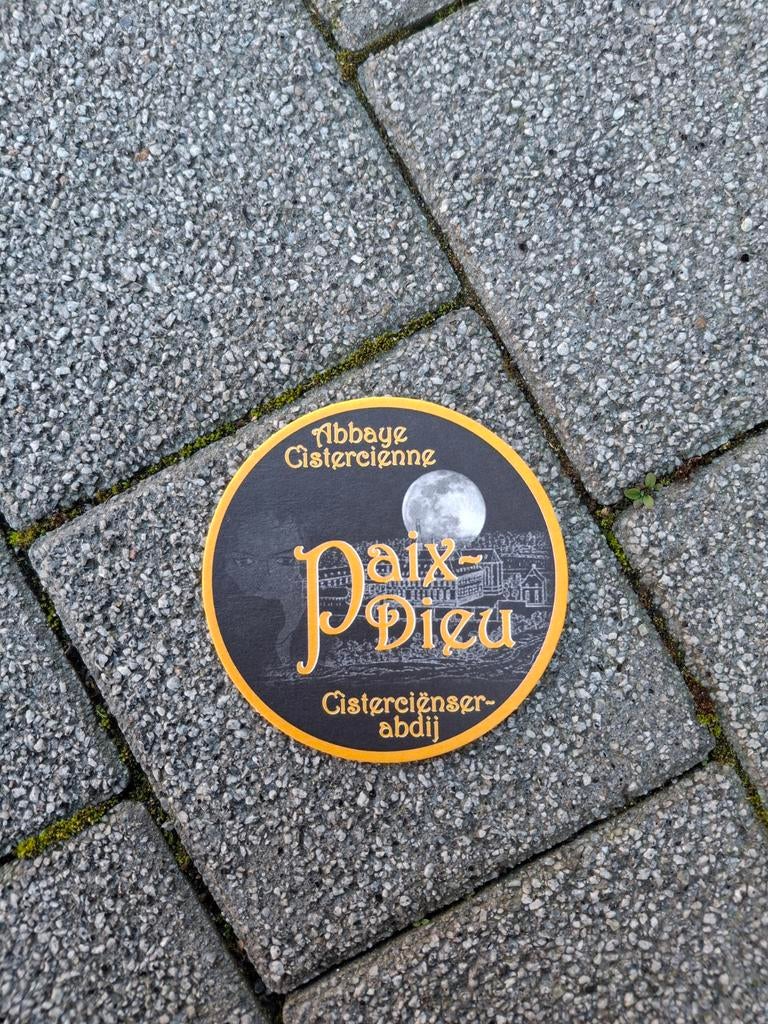 Abbaye
Cistercienne
Paix-
Dieu
Cisterciënser-
abdij